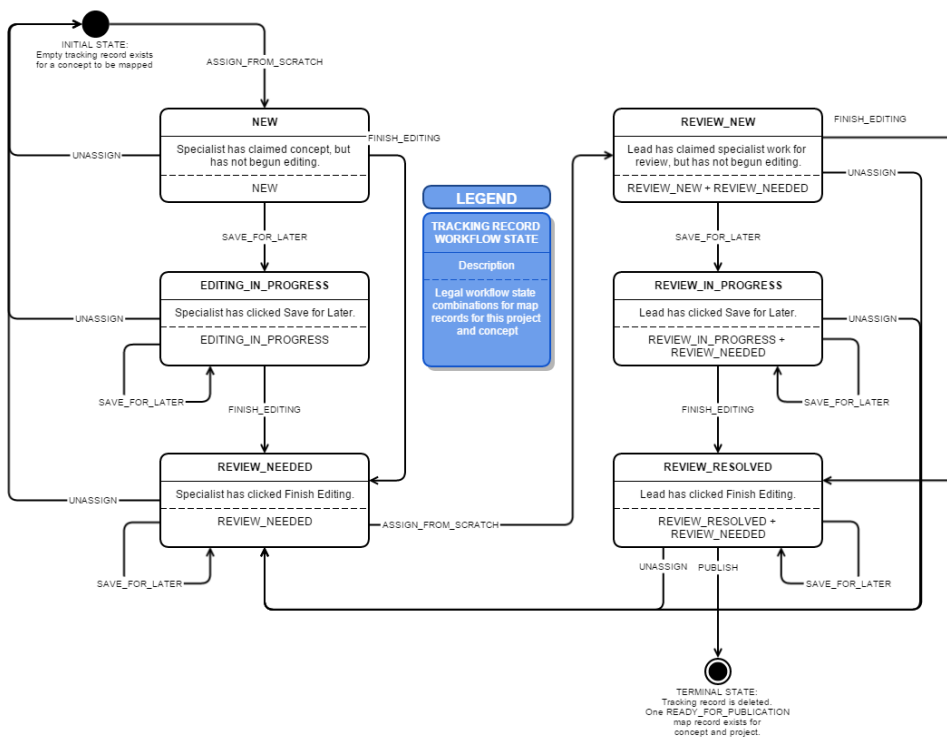 INITIAL STATE:
Empty tracking record exists
for a concept to be mapped
ASSIGN_FROM_SCRATCH
NEW
Specialist has claimed concept, but
has not begun editing.
NEW
UNASSIGN
FINISH_EDITING
SAVE_FOR_LATER
EDITING_IN_PROGRESS
Specialist has clicked Save for Later.
EDITING_IN_PROGRESS
UNASSIGN
SAVE_FOR_LATER
FINISH_EDITING
REVIEW_NEEDED
Specialist has clicked Finish Editing.
REVIEW_NEEDED
UNASSIGN
SAVE_FOR_LATER
ASSIGN_FROM_SCRATCH
LEGEND
TRACKING RECORD
WORKFLOW STATE
Description
Legal workflow state
combinations for map
records for this project
and concept
REVIEW_NEW
Lead has claimed specialist work for
review, but has not begun editing.
REVIEW_NEW + REVIEW_NEEDED
FINISH_EDITING
UNASSIGN
SAVE_FOR_LATER
REVIEW_IN_PROGRESS
Lead has clicked Save for Later.
REVIEW_IN_PROGRESS +
REVIEW_NEEDED
UNASSIGN
SAVE_FOR_LATER
FINISH_EDITING
REVIEW_RESOLVED
Lead has clicked Finish Editing.
REVIEW_RESOLVED +
REVIEW_NEEDED
UNASSIGN
PUBLISH
SAVE_FOR_LATER
TERMINAL STATE:
Tracking record is deleted.
One READY_FOR_PUBLICATION
map record exists for
concept and project.